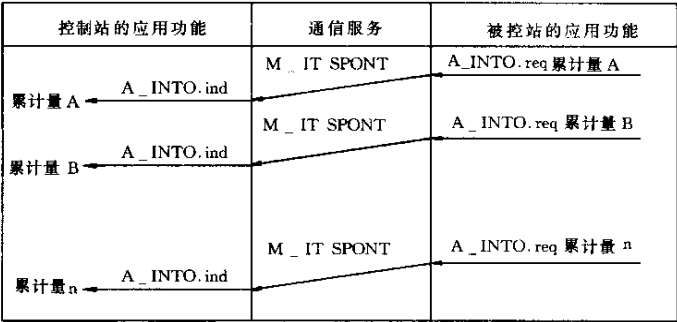 控制站的应用功能 通信服务 被控站的应用功能
M _ IT SPONT A_INTO. req 累计量 A
累计量 A A _ INTO. ind
M _ IT SPONT A _ INTO. req 累计量 B
累计量 B A _ INTO. ind
M _ IT SPONT A _ INTO. req 累计量 n
累计量 n A _ INTO. ind